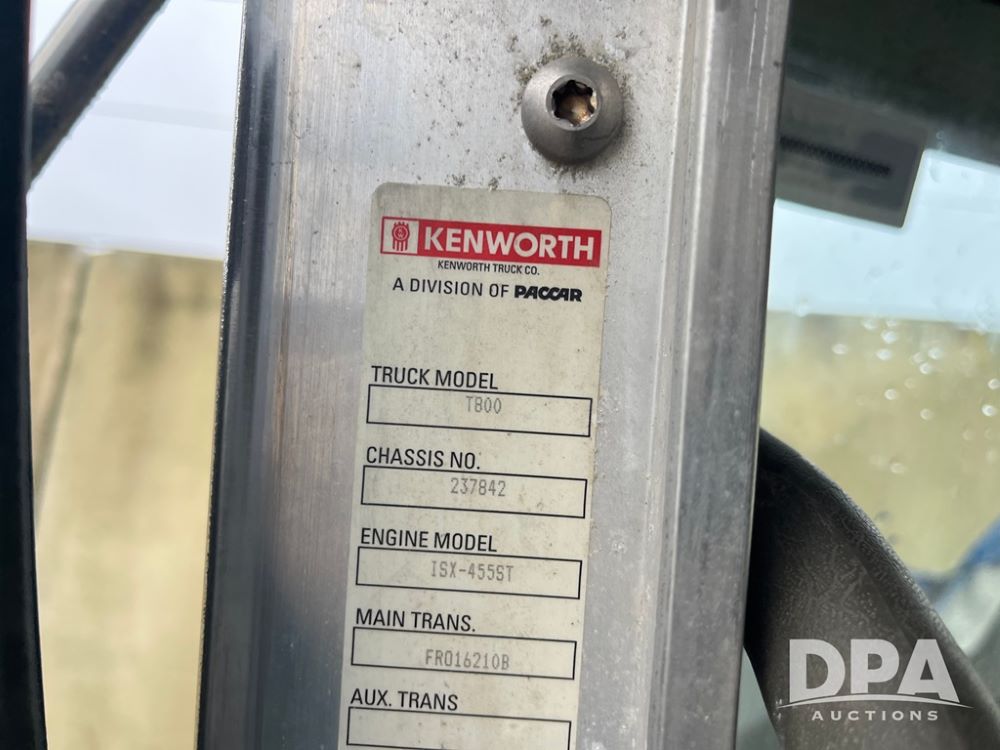 KENWORTH
KENWORTH TRUCK CO.
A DIVISION OF PACCAR
TRUCK MODEL
T800
CHASSIS NO.
237842
ENGINE MODEL
ISX-455ST
MAIN TRANS.
FRO16210B
AUX. TRANS
DPA
AUCTIONS